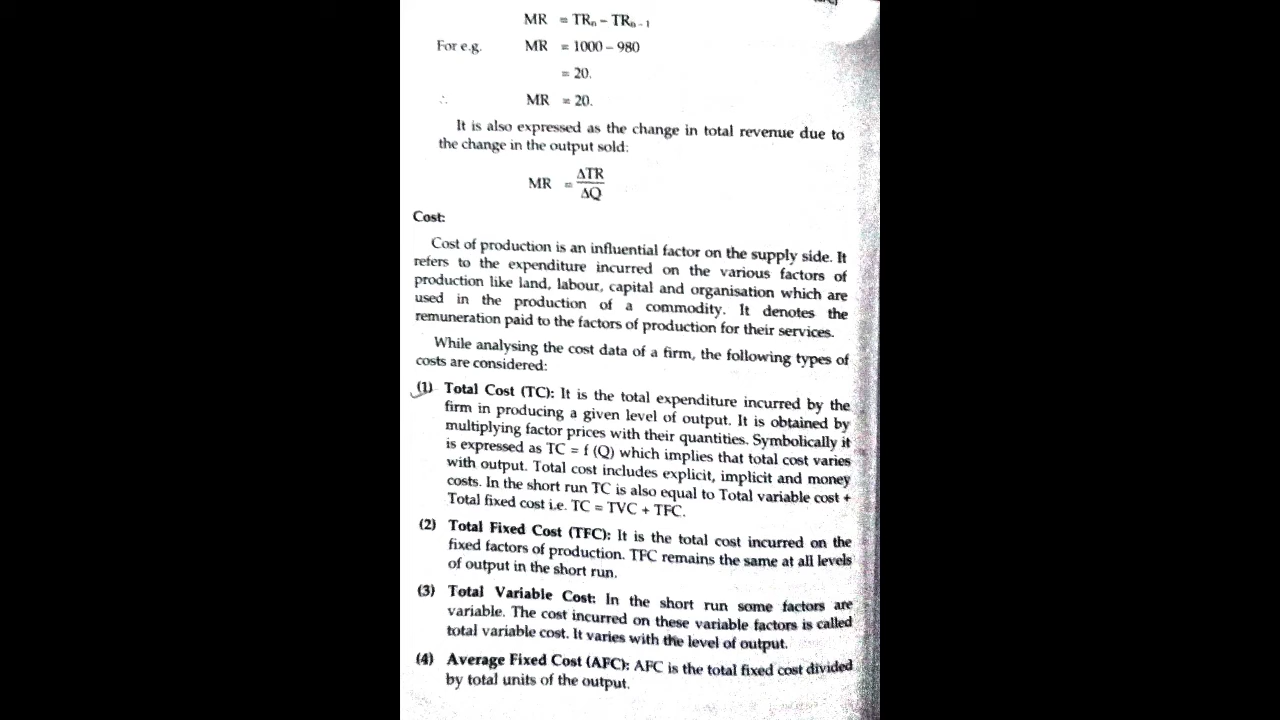 MR = TRn – TRn – 1
For e.g. MR = 1000 – 980
= 20.
∴ MR = 20.
It is also expressed as the change in total revenue due to
the change in the output sold:
MR = ΔTR
ΔQ
Cost:
Cost of production is an influential factor on the supply side. It
refers to the expenditure incurred on the various factors of
production like land, labour, capital and organisation which are
used in the production of a commodity. It denotes the
remuneration paid to the factors of production for their services.
While analysing the cost data of a firm, the following types of
costs are considered:
(1) Total Cost (TC): It is the total expenditure incurred by the
firm in producing a given level of output. It is obtained by
multiplying factor prices with their quantities. Symbolically it
is expressed as TC = f (Q) which implies that total cost varies
with output. Total cost includes explicit, implicit and money
costs. In the short run TC is also equal to Total variable cost +
Total fixed cost i.e. TC = TVC + TFC.
(2) Total Fixed Cost (TFC): It is the total cost incurred on the
fixed factors of production. TFC remains the same at all levels
of output in the short run.
(3) Total Variable Cost: In the short run some factors are
variable. The cost incurred on these variable factors is called
total variable cost. It varies with the level of output.
(4) Average Fixed Cost (AFC): AFC is the total fixed cost divided
by total units of the output.